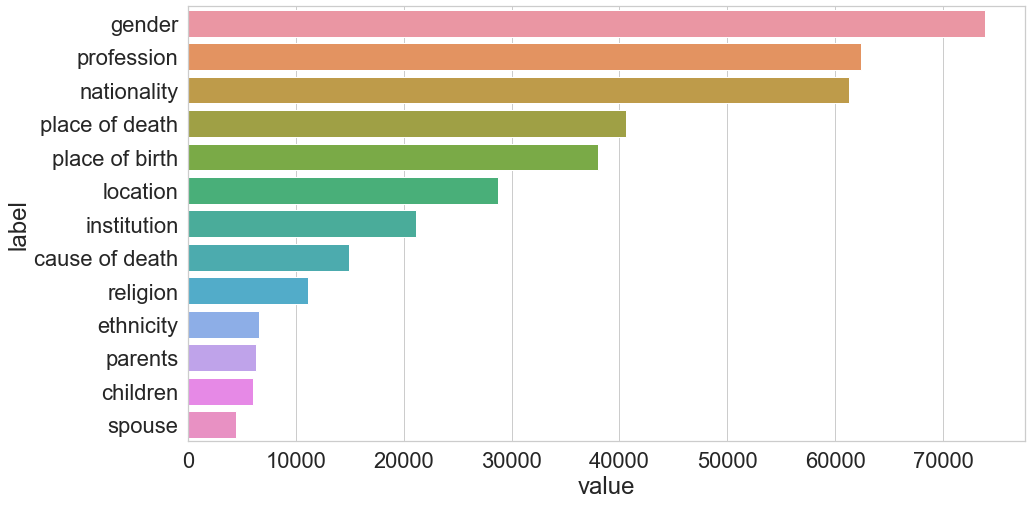 gender
profession
nationality
place of death
place of birth
location
institution
cause of death
religion
ethnicity
parents
children
spouse
label
0 10000 20000 30000 40000 50000 60000 70000
value